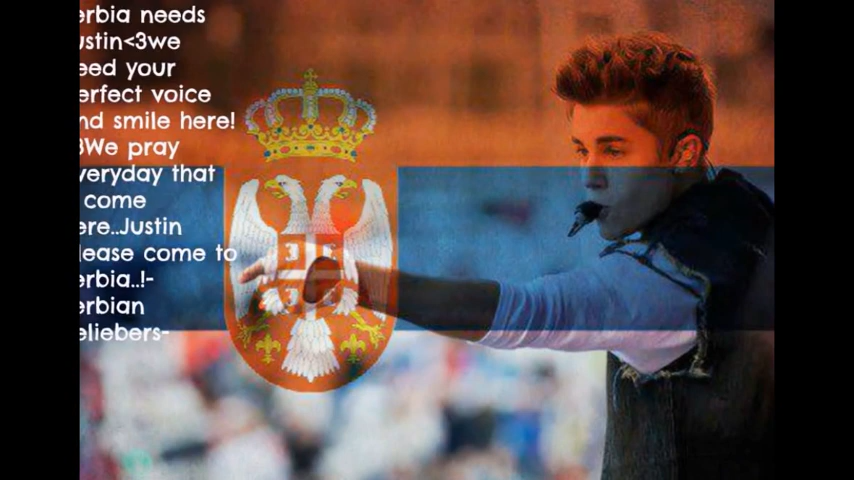 erbia needs
ustin<3we
eed your
erfect voice
nd smile here!
3We pray
veryday that
come
ere..Justin
lease come to
erbia..!-
erbian
eliebers-